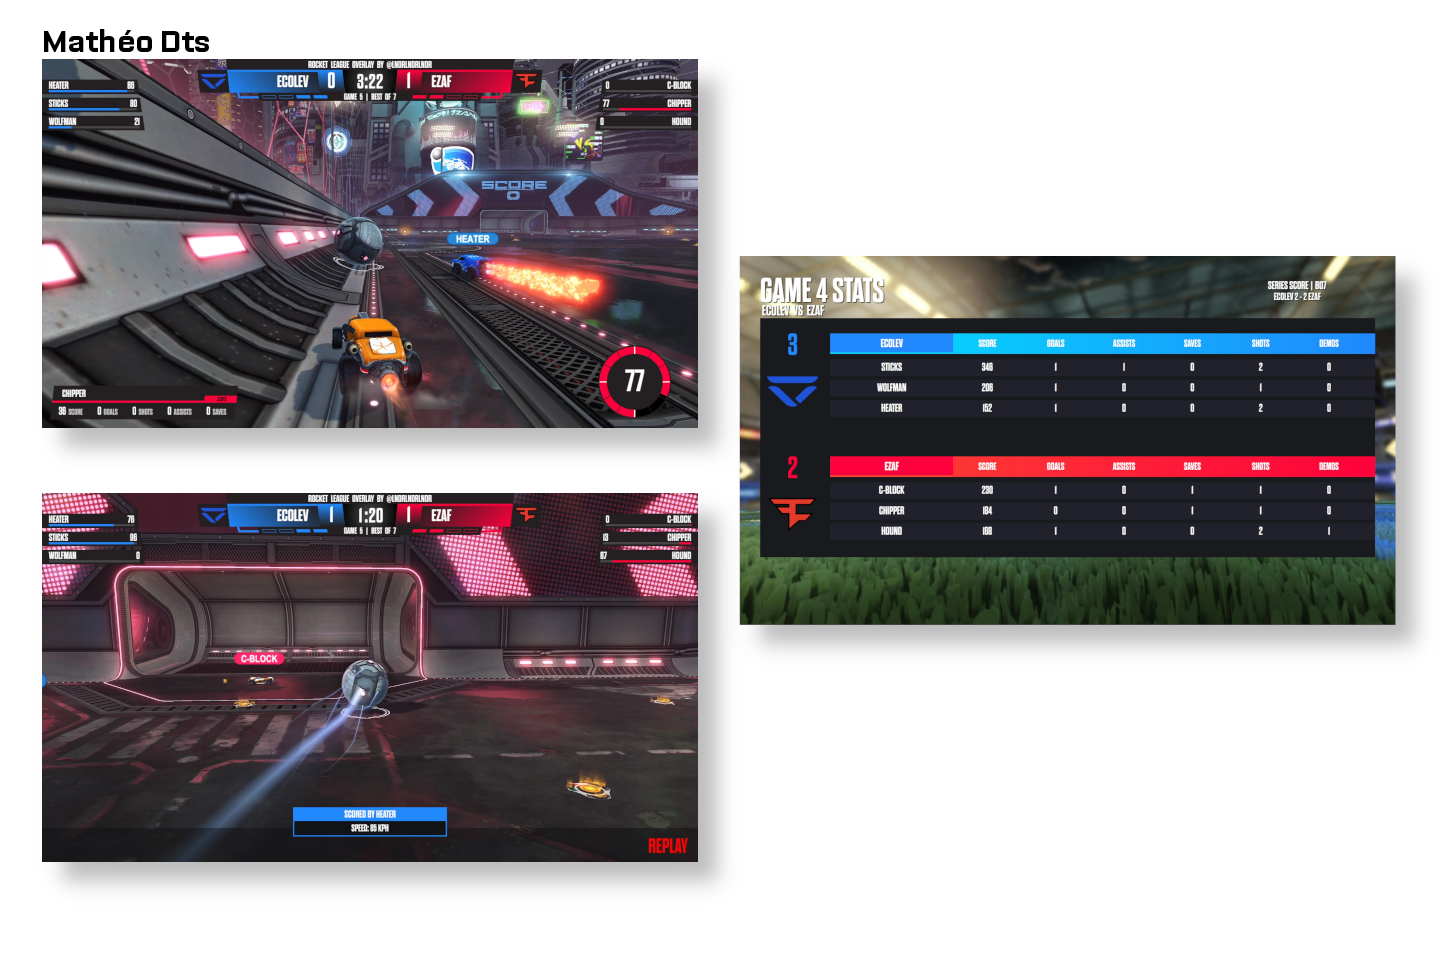 Mathéo Dts
ROCKET LEAGUE OVERLAY BY @LNDRLNDRLNDR
ECOLEV 0 3:22 1 EZAF
GAME 5 | BEST OF 7
HEATER 86
STICKS 80
WOLFMAN 21
0 C-BLOCK
77 CHIPPER
0 HOUND
SCORE
0
HEATER
77
CHIPPER
36 SCORE 0 GOALS 0 SHOTS 0 ASSISTS 0 SAVES
GAME 4 STATS
ECOLEV VS EZAF
SERIES SCORE | BO7
ECOLEV 2 - 2 EZAF
3 ECOLEV SCORE GOALS ASSISTS SAVES SHOTS DEMOS
STICKS 346 1 1 0 2 0
WOLFMAN 206 1 0 0 1 0
HEATER 152 1 0 0 2 0
2 EZAF SCORE GOALS ASSISTS SAVES SHOTS DEMOS
C-BLOCK 230 1 0 1 1 0
CHIPPER 184 0 0 1 1 0
HOUND 168 1 0 0 2 1
ROCKET LEAGUE OVERLAY BY @LNDRLNDRLNDR
ECOLEV 1 1:20 1 EZAF
GAME 5 | BEST OF 7
HEATER 76
STICKS 96
WOLFMAN 0
0 C-BLOCK
13 CHIPPER
87 HOUND
C-BLOCK
SCORED BY HEATER
SPEED: 85 KPH
REPLAY